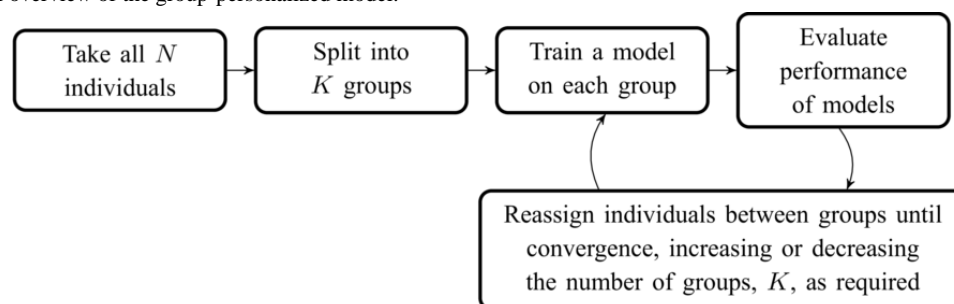 overview of the group-personalized model.
Take all N
individuals
Split into
K groups
Train a model
on each group
Evaluate
performance
of models
Reassign individuals between groups until
convergence, increasing or decreasing
the number of groups, K, as required